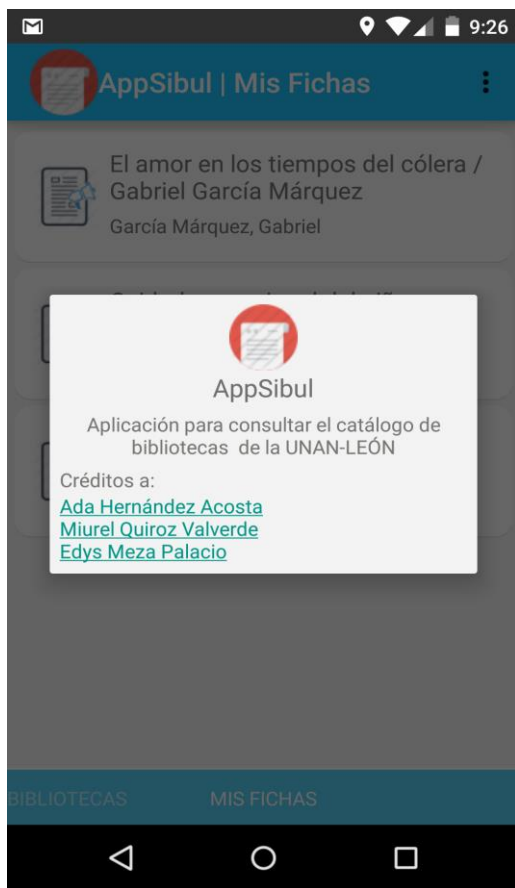 9:26
AppSibul | Mis Fichas
El amor en los tiempos del cólera /
Gabriel García Márquez
García Márquez, Gabriel
AppSibul
Aplicación para consultar el catálogo de
bibliotecas de la UNAN-LEÓN
Créditos a:
Ada Hernández Acosta
Miurel Quiroz Valverde
Edys Meza Palacio
BIBLIOTECAS
MIS FICHAS